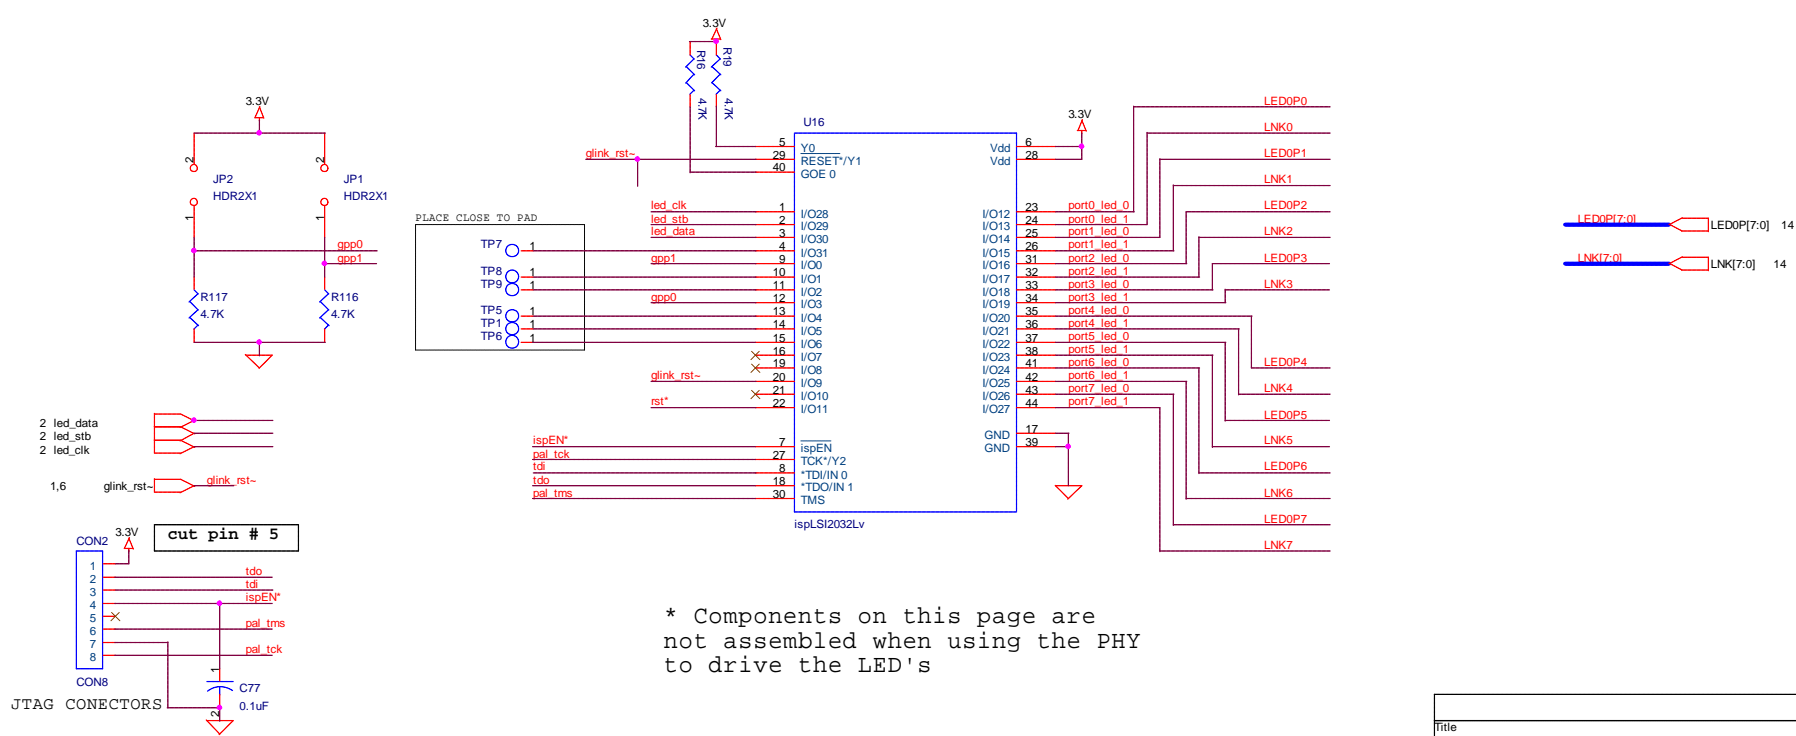 3.3V
R16
R19
4.7K
4.7K
3.3V
2
2
JP2
HDR2X1
JP1
HDR2X1
1
1
gpp0
gpp1
R117
4.7K
R116
4.7K
PLACE CLOSE TO PAD
TP7 1
TP8 1
TP9 1
TP5 1
TP1 1
TP6 1
U16
5 Y0
glink_rst~ 29 RESET*/Y1
40 GOE 0
led_clk 1 I/O28
led_stb 2 I/O29
led_data 3 I/O30
4 I/O31
gpp1 9 I/O0
10 I/O1
11 I/O2
gpp0 12 I/O3
13 I/O4
14 I/O5
15 I/O6
16 I/O7
19 I/O8
glink_rst~ 20 I/O9
21 I/O10
rst* 22 I/O11
ispEN* 7 ispEN
pal_tck 27 TCK*/Y2
tdi 8 *TDI/IN 0
tdo 18 *TDO/IN 1
pal_tms 30 TMS
ispLSI2032Lv
3.3V
Vdd 6
Vdd 28
I/O12 23 port0_led_0
I/O13 24 port0_led_1
I/O14 25 port1_led_0
I/O15 26 port1_led_1
I/O16 31 port2_led_0
I/O17 32 port2_led_1
I/O18 33 port3_led_0
I/O19 34 port3_led_1
I/O20 35 port4_led_0
I/O21 36 port4_led_1
I/O22 37 port5_led_0
I/O23 38 port5_led_1
I/O24 41 port6_led_0
I/O25 42 port6_led_1
I/O26 43 port7_led_0
I/O27 44 port7_led_1
GND 17
GND 39
LED0P0
LNK0
LED0P1
LNK1
LED0P2
LNK2
LED0P3
LNK3
LED0P4
LNK4
LED0P5
LNK5
LED0P6
LNK6
LED0P7
LNK7
LED0P[7:0] LED0P[7:0] 14
LNK[7:0] LNK[7:0] 14
2 led_data
2 led_stb
2 led_clk
1,6 glink_rst~ glink_rst~
cut pin # 5
CON2
3.3V
1
2 tdo
3 tdi
4 ispEN*
5
6 pal_tms
7
8 pal_tck
CON8
1
C77
0.1uF
2
JTAG CONECTORS
* Components on this page are
not assembled when using the PHY
to drive the LED's
Title